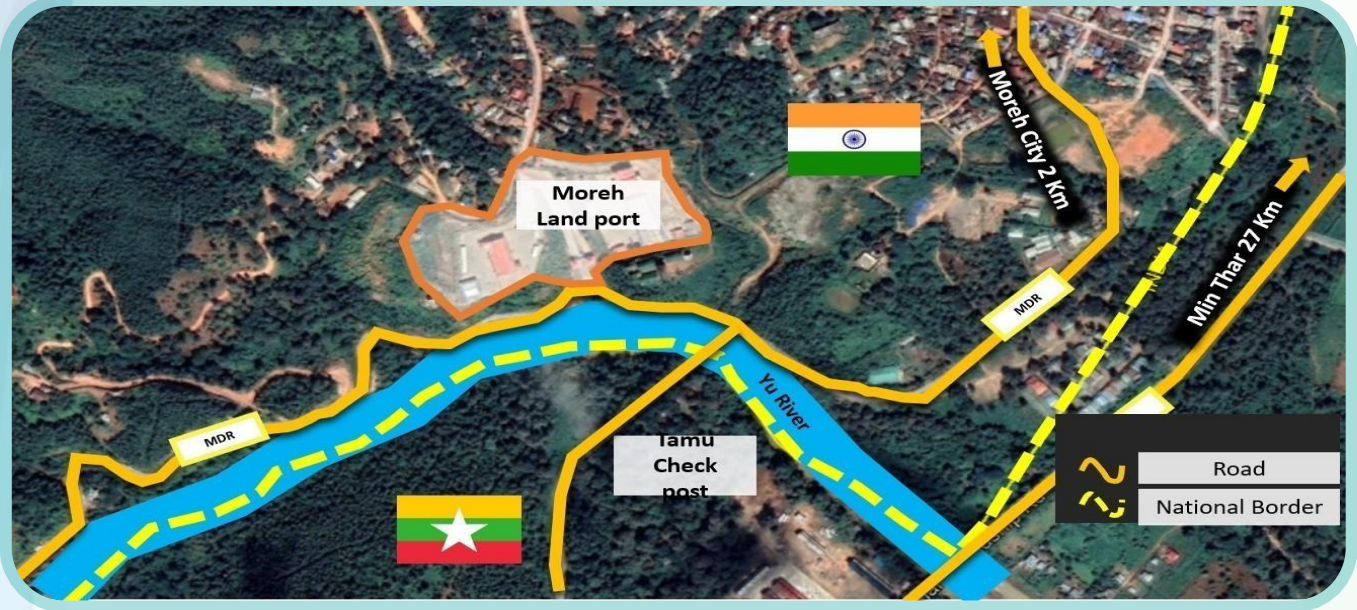 Moreh City 2 Km
Moreh
Land port
Min Thar 27 Km
MDR
Yu River
MDR
Tamu
Check
post
Road
National Border